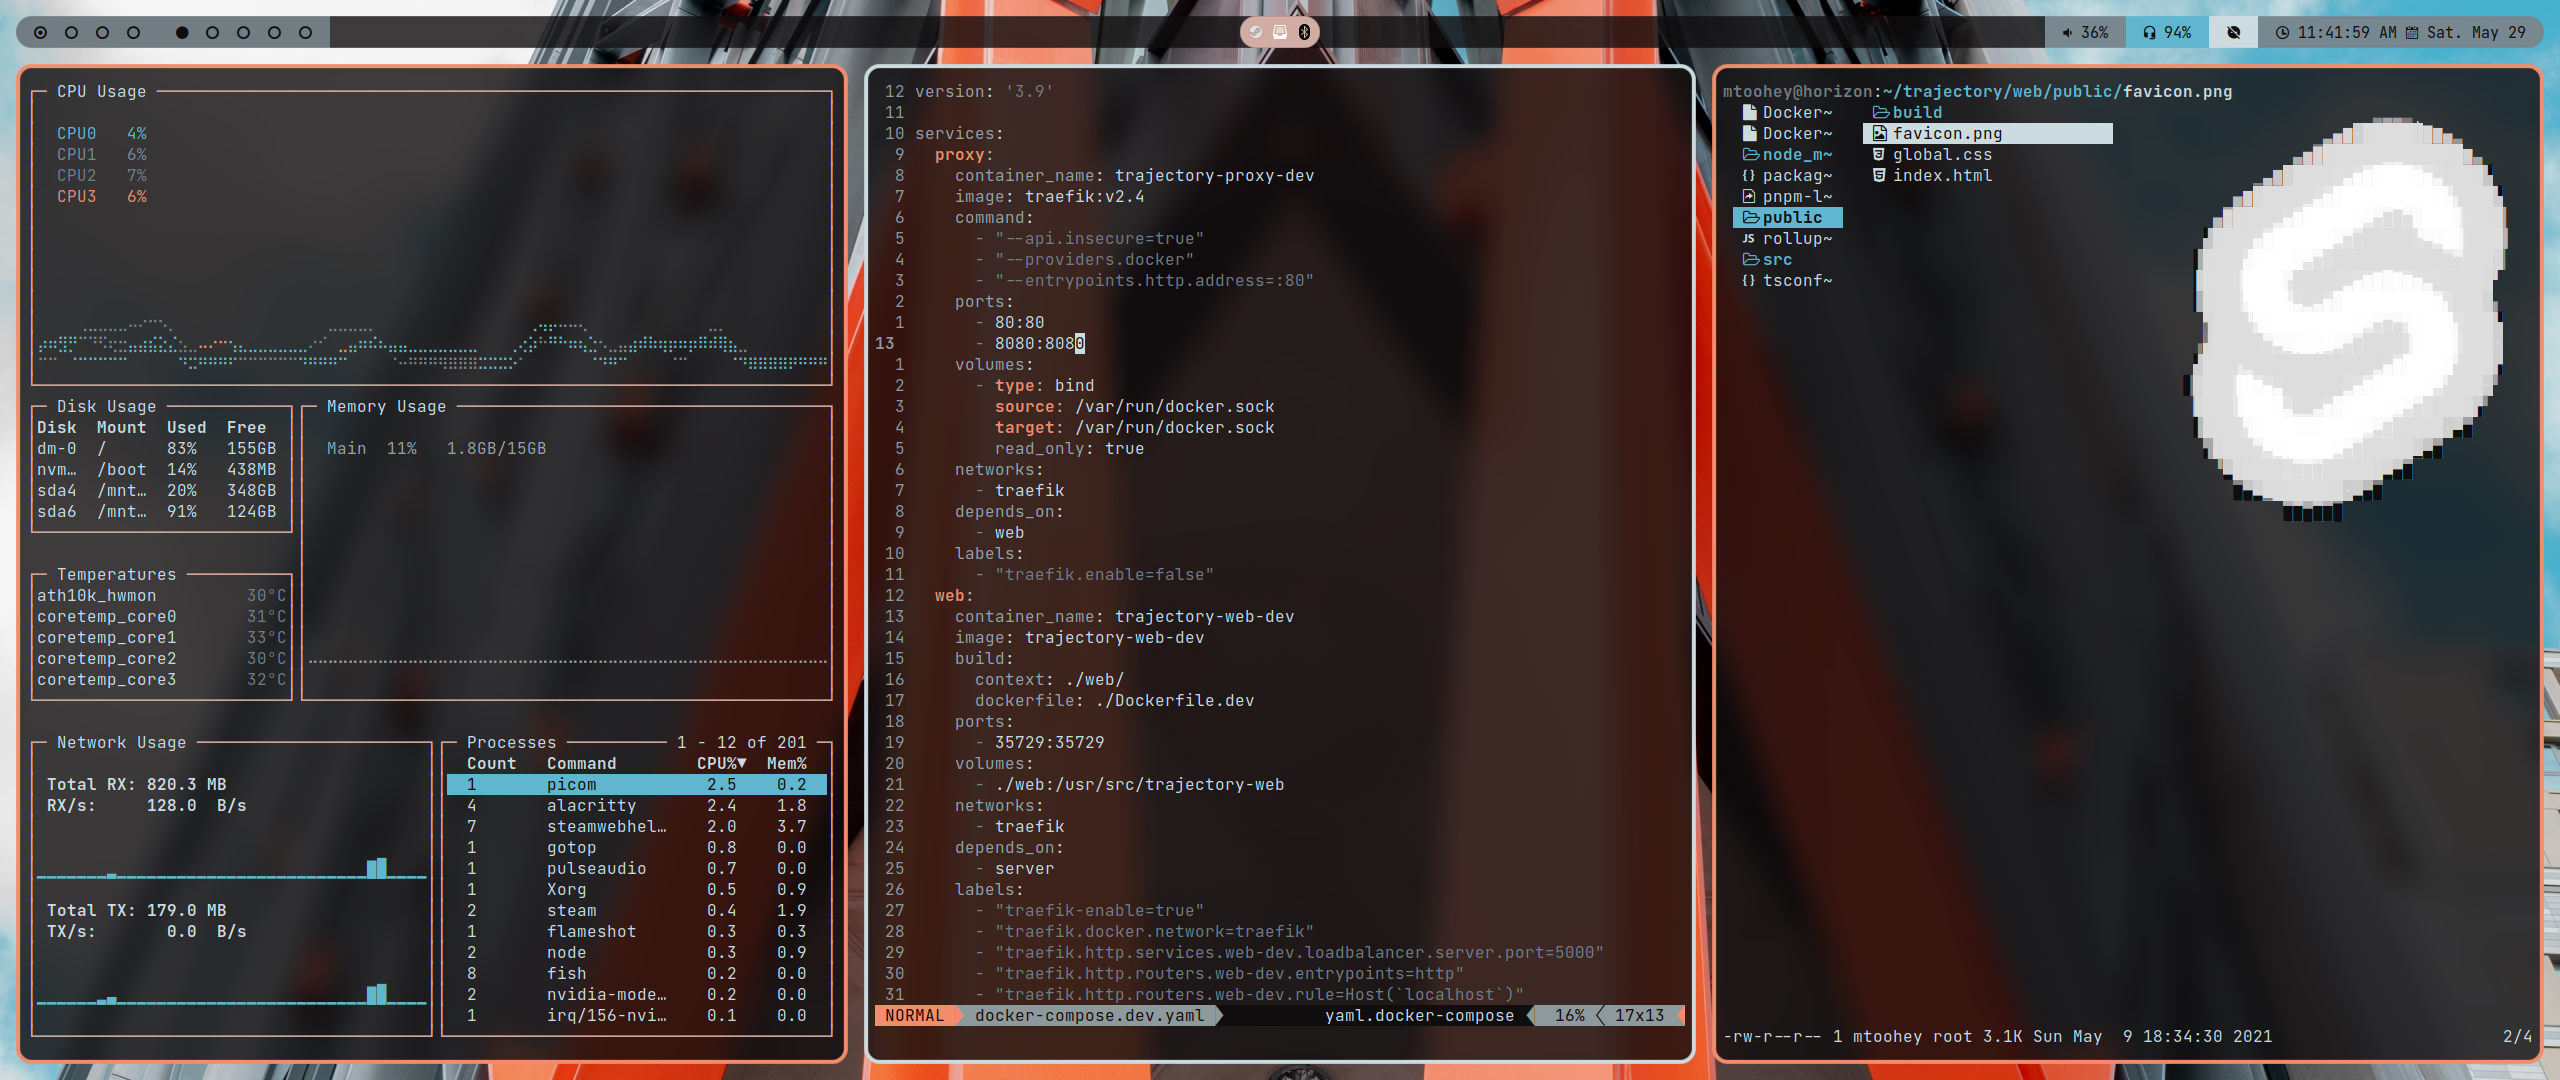 36% 94% 11:41:59 AM Sat. May 29
CPU Usage
CPU0 4%
CPU1 6%
CPU2 7%
CPU3 6%
Disk Usage
Disk Mount Used Free
dm-0 / 83% 155GB
nvm… /boot 14% 438MB
sda4 /mnt… 20% 348GB
sda6 /mnt… 91% 124GB
Memory Usage
Main 11% 1.8GB/15GB
Temperatures
ath10k_hwmon 30°C
coretemp_core0 31°C
coretemp_core1 33°C
coretemp_core2 30°C
coretemp_core3 32°C
Network Usage
Total RX: 820.3 MB
RX/s: 128.0 B/s
Total TX: 179.0 MB
TX/s: 0.0 B/s
Processes 1 - 12 of 201
Count Command CPU%▼ Mem%
1 picom 2.5 0.2
4 alacritty 2.4 1.8
7 steamwebhel… 2.0 3.7
1 gotop 0.8 0.0
1 pulseaudio 0.7 0.0
1 Xorg 0.5 0.9
2 steam 0.4 1.9
1 flameshot 0.3 0.3
2 node 0.3 0.9
8 fish 0.2 0.0
2 nvidia-mode… 0.2 0.0
1 irq/156-nvi… 0.1 0.0
12 version: '3.9'
11
10 services:
9 proxy:
8 container_name: trajectory-proxy-dev
7 image: traefik:v2.4
6 command:
5 - "--api.insecure=true"
4 - "--providers.docker"
3 - "--entrypoints.http.address=:80"
2 ports:
1 - 80:80
13 - 8080:8080
1 volumes:
2 - type: bind
3 source: /var/run/docker.sock
4 target: /var/run/docker.sock
5 read_only: true
6 networks:
7 - traefik
8 depends_on:
9 - web
10 labels:
11 - "traefik.enable=false"
12 web:
13 container_name: trajectory-web-dev
14 image: trajectory-web-dev
15 build:
16 context: ./web/
17 dockerfile: ./Dockerfile.dev
18 ports:
19 - 35729:35729
20 volumes:
21 - ./web:/usr/src/trajectory-web
22 networks:
23 - traefik
24 depends_on:
25 - server
26 labels:
27 - "traefik-enable=true"
28 - "traefik.docker.network=traefik"
29 - "traefik.http.services.web-dev.loadbalancer.server.port=5000"
30 - "traefik.http.routers.web-dev.entrypoints=http"
31 - "traefik.http.routers.web-dev.rule=Host(`localhost`)"
NORMAL docker-compose.dev.yaml yaml.docker-compose 16% 17x13
mtoohey@horizon:~/trajectory/web/public/favicon.png
Docker~ build
Docker~ favicon.png
node_m~ global.css
packag~ index.html
pnpm-l~
public
JS rollup~
src
tsconf~
-rw-r--r-- 1 mtoohey root 3.1K Sun May 9 18:34:30 2021 2/4